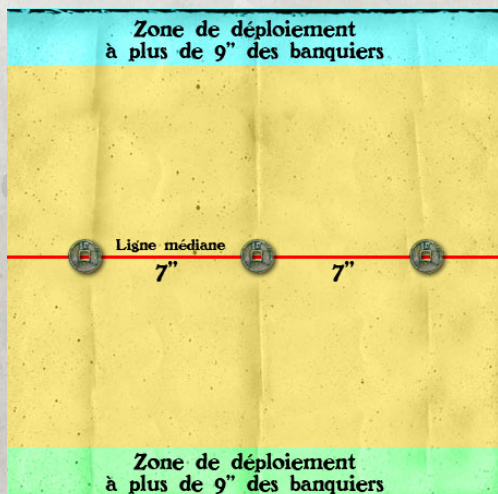 Zone de déploiement
à plus de 9” des banquiers
Ligne médiane
7” 7”
Zone de déploiement
à plus de 9” des banquiers